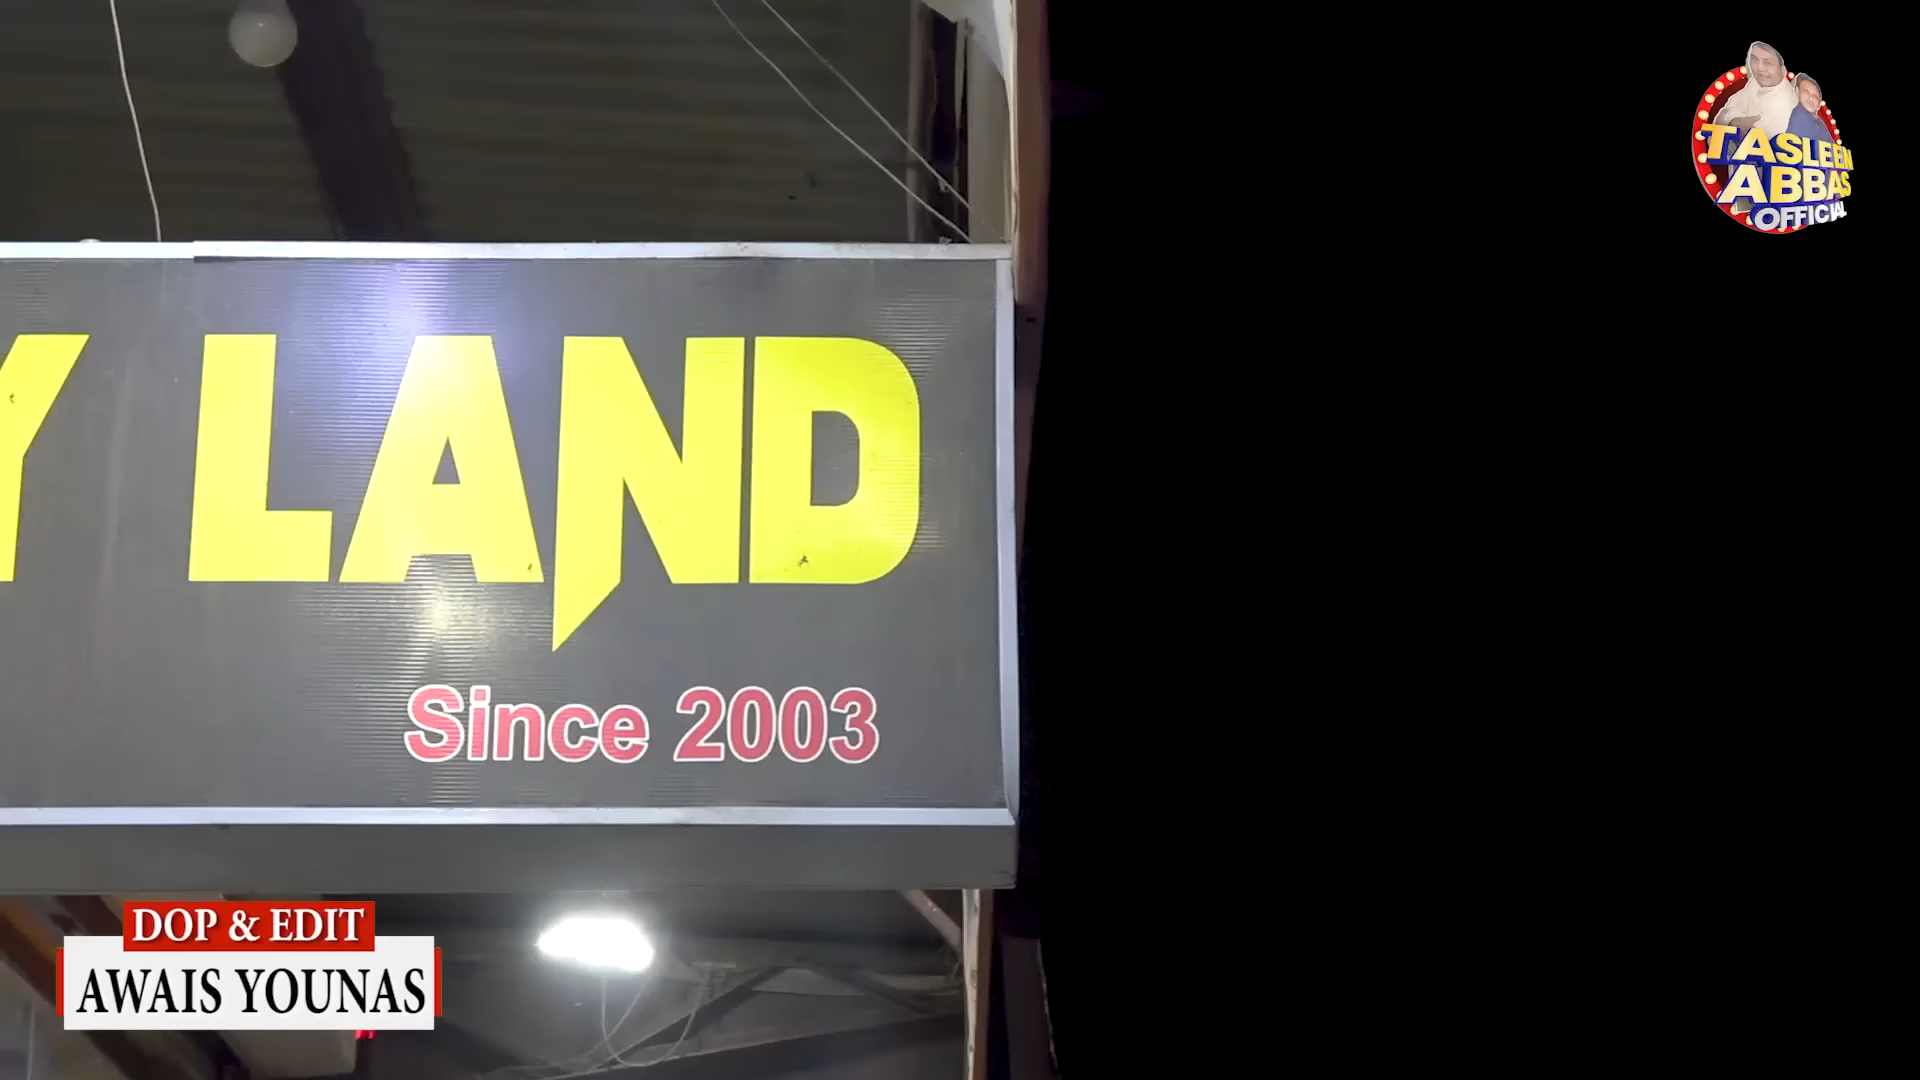 TASLEEM
ABBAS
OFFICIAL
Y LAND
Since 2003
DOP & EDIT
AWAIS YOUNAS